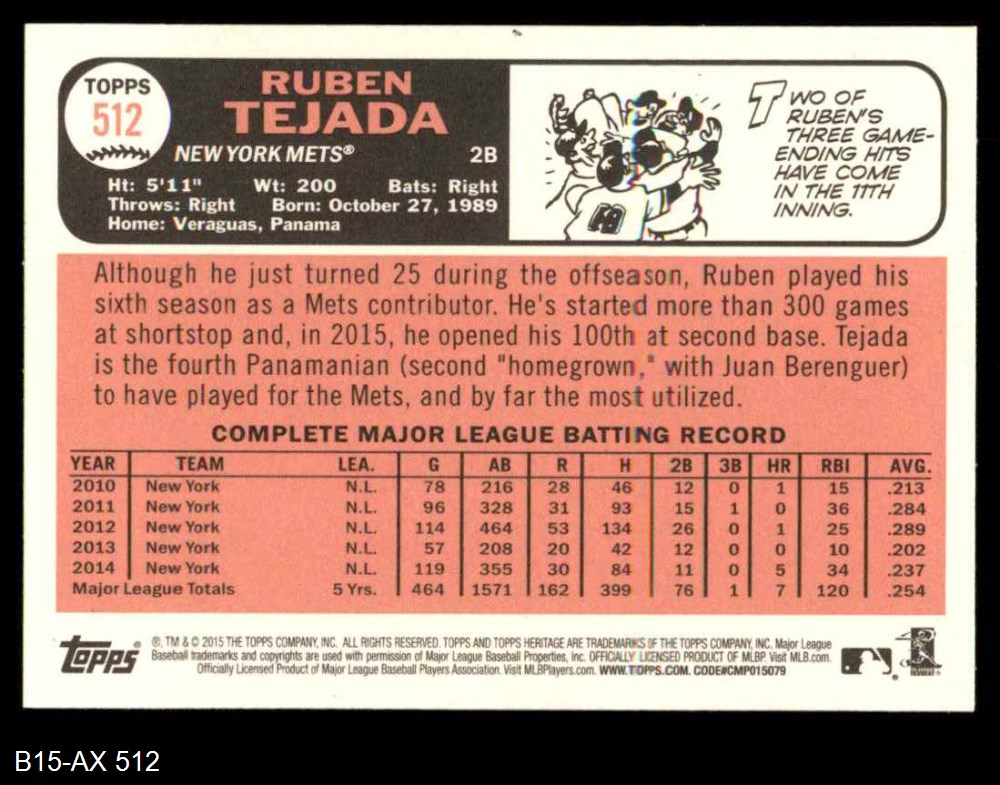 TOPPS
512
RUBEN
TEJADA
NEW YORK METS® 2B
Ht: 5'11" Wt: 200 Bats: Right
Throws: Right Born: October 27, 1989
Home: Veraguas, Panama
TWO OF
RUBEN'S
THREE GAME-
ENDING HITS
HAVE COME
IN THE 11TH
INNING.
Although he just turned 25 during the offseason, Ruben played his
sixth season as a Mets contributor. He's started more than 300 games
at shortstop and, in 2015, he opened his 100th at second base. Tejada
is the fourth Panamanian (second "homegrown," with Juan Berenguer)
to have played for the Mets, and by far the most utilized.
COMPLETE MAJOR LEAGUE BATTING RECORD
YEAR TEAM LEA. G AB R H 2B 3B HR RBI AVG.
2010 New York N.L. 78 216 28 46 12 0 1 15 .213
2011 New York N.L. 96 328 31 93 15 1 0 36 .284
2012 New York N.L. 114 464 53 134 26 0 1 25 .289
2013 New York N.L. 57 208 20 42 12 0 0 10 .202
2014 New York N.L. 119 355 30 84 11 0 5 34 .237
Major League Totals 5 Yrs. 464 1571 162 399 76 1 7 120 .254
Topps ®, TM & © 2015 THE TOPPS COMPANY, INC. ALL RIGHTS RESERVED. TOPPS AND TOPPS HERITAGE ARE TRADEMARKS OF THE TOPPS COMPANY, INC. Major League
Baseball trademarks and copyrights are used with permission of Major League Baseball Properties, Inc. OFFICIALLY LICENSED PRODUCT OF MLBP. Visit MLB.com.
Officially Licensed Product of Major League Baseball Players Association. Visit MLBPlayers.com. WWW.TOPPS.COM. CODE#CMP015079
B15-AX 512